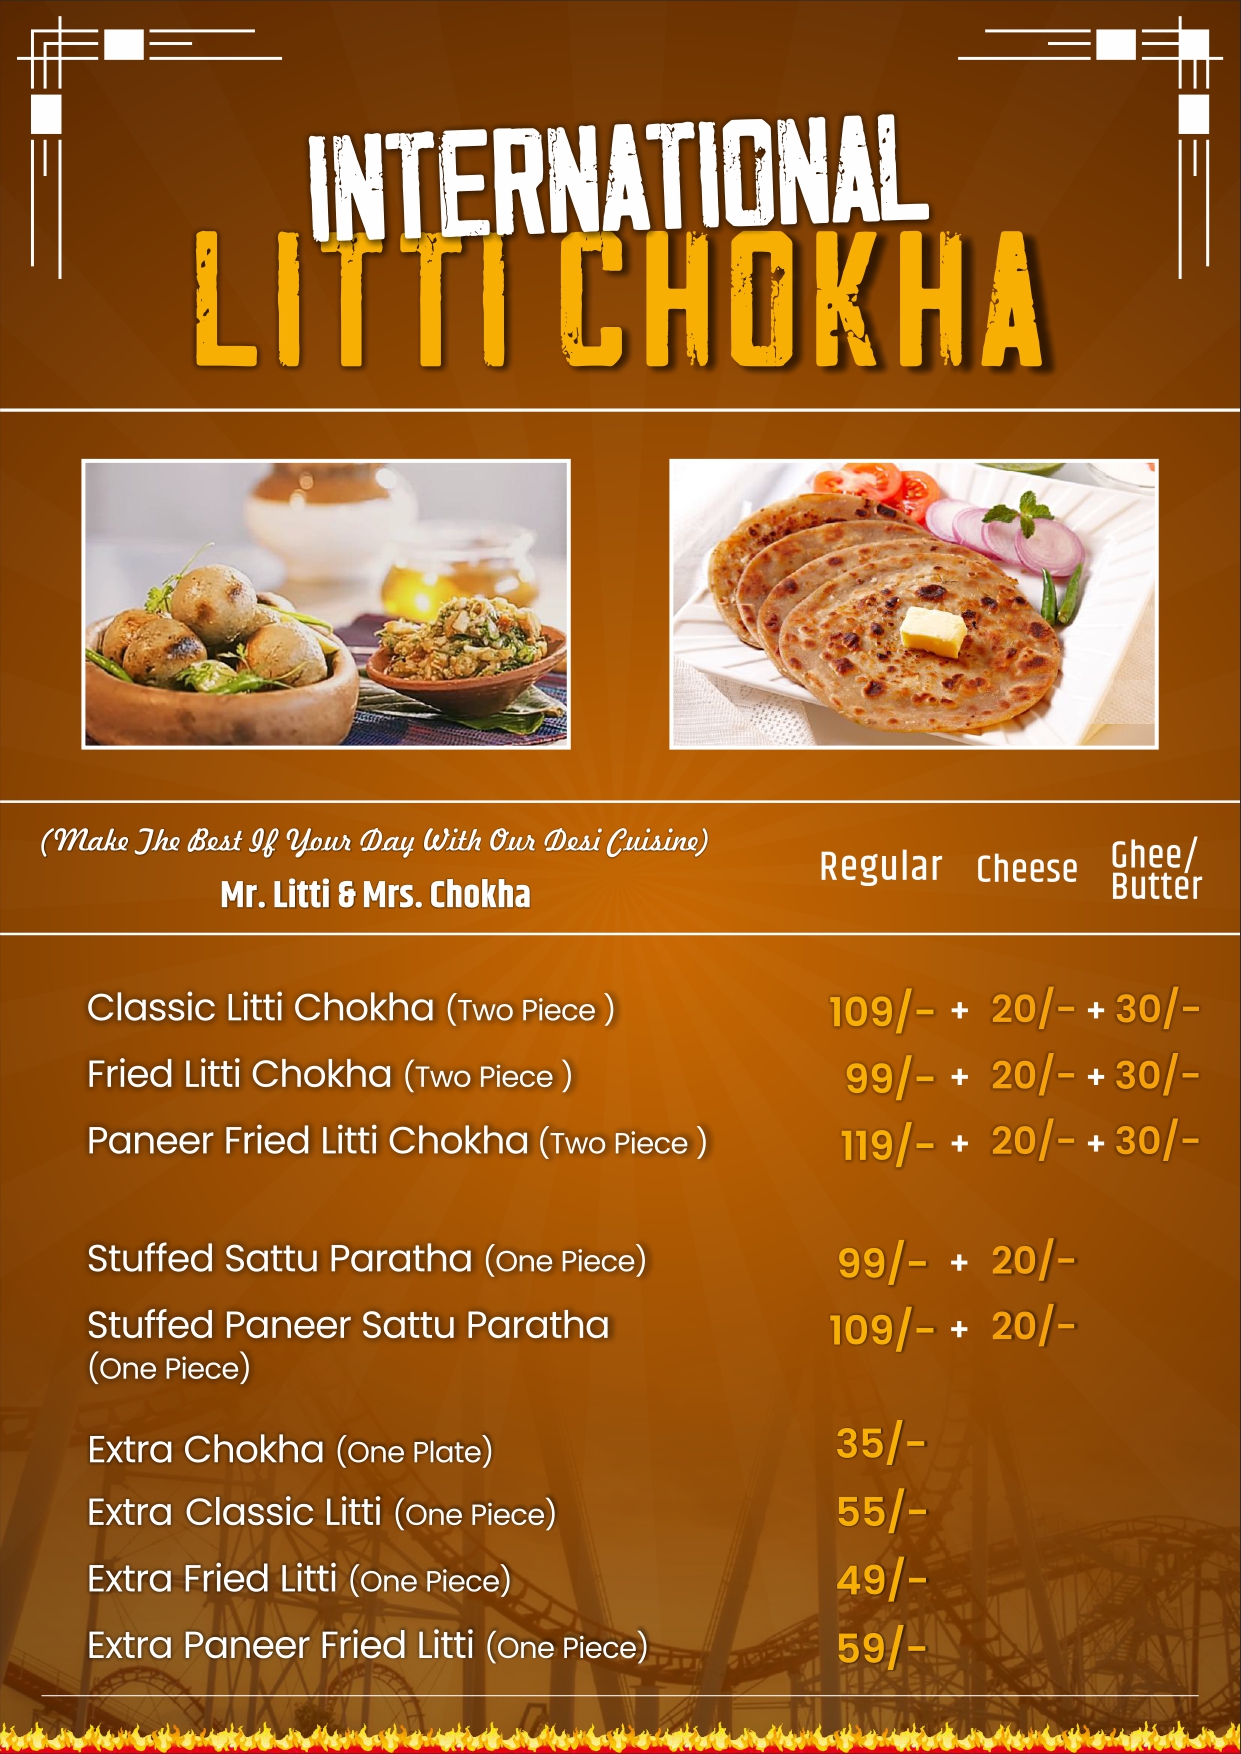 INTERNATIONAL
LITTI CHOKHA
(Make The Best If Your Day With Our Desi Cuisine)
Mr. Litti & Mrs. Chokha
Regular Cheese Ghee/
Butter
Classic Litti Chokha (Two Piece ) 109/- + 20/- + 30/-
Fried Litti Chokha (Two Piece ) 99/- + 20/- + 30/-
Paneer Fried Litti Chokha (Two Piece ) 119/- + 20/- + 30/-
Stuffed Sattu Paratha (One Piece) 99/- + 20/-
Stuffed Paneer Sattu Paratha 109/- + 20/-
(One Piece)
Extra Chokha (One Plate) 35/-
Extra Classic Litti (One Piece) 55/-
Extra Fried Litti (One Piece) 49/-
Extra Paneer Fried Litti (One Piece) 59/-